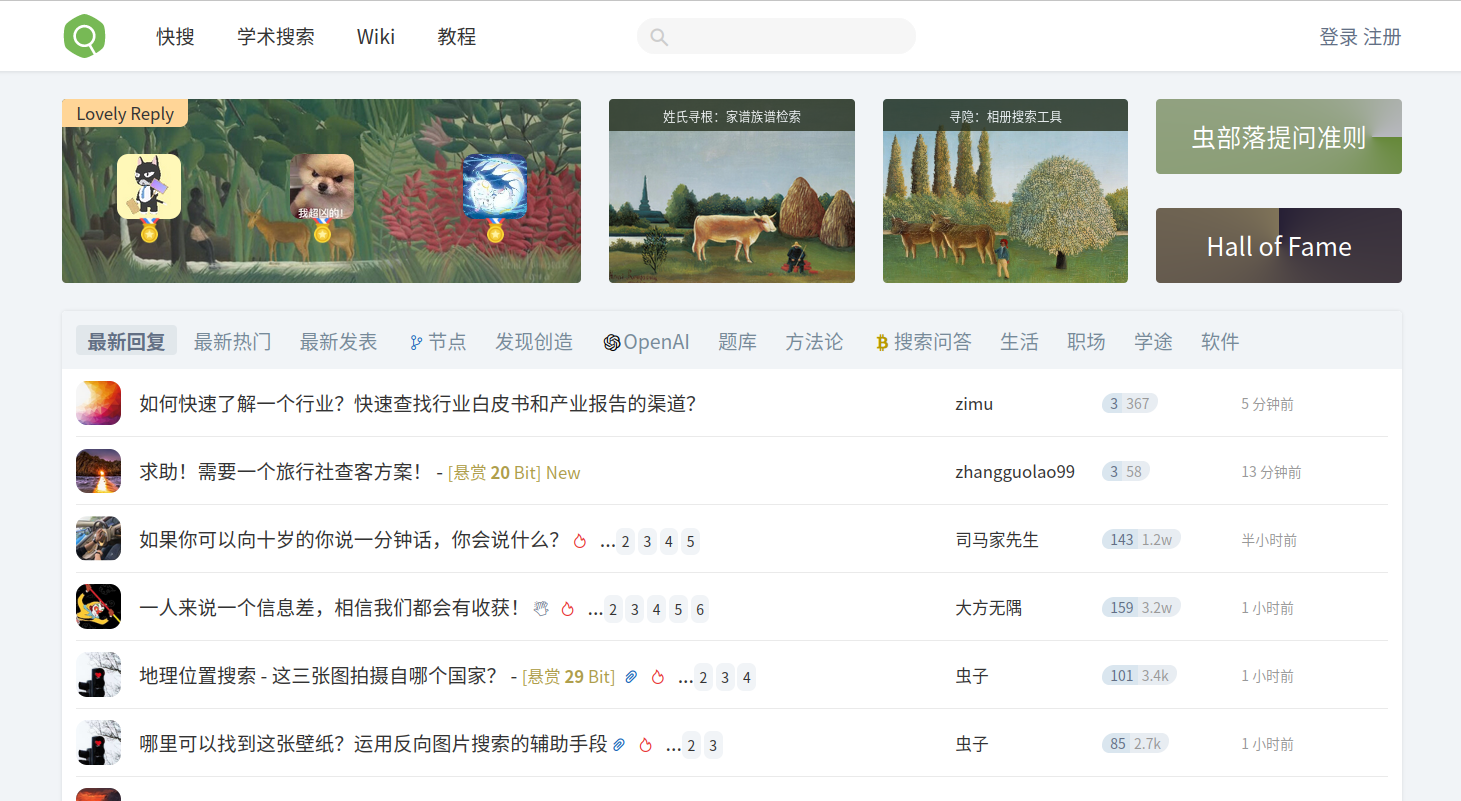 快搜 学术搜索 Wiki 教程 登录 注册
Lovely Reply
我超凶的!
姓氏寻根：家谱族谱检索
寻隐：相册搜索工具
虫部落提问准则
Hall of Fame
最新回复 最新热门 最新发表 节点 发现创造 OpenAI 题库 方法论 搜索问答 生活 职场 学途 软件
如何快速了解一个行业？快速查找行业白皮书和产业报告的渠道？ zimu 3 367 5 分钟前
求助！需要一个旅行社查客方案！ - [悬赏 20 Bit] New zhangguolao99 3 58 13 分钟前
如果你可以向十岁的你说一分钟话，你会说什么？ ...2 3 4 5 司马家先生 143 1.2w 半小时前
一人来说一个信息差，相信我们都会有收获！ ...2 3 4 5 6 大方无隅 159 3.2w 1 小时前
地理位置搜索 - 这三张图拍摄自哪个国家？ - [悬赏 29 Bit] ...2 3 4 虫子 101 3.4k 1 小时前
哪里可以找到这张壁纸？运用反向图片搜索的辅助手段 ...2 3 虫子 85 2.7k 1 小时前